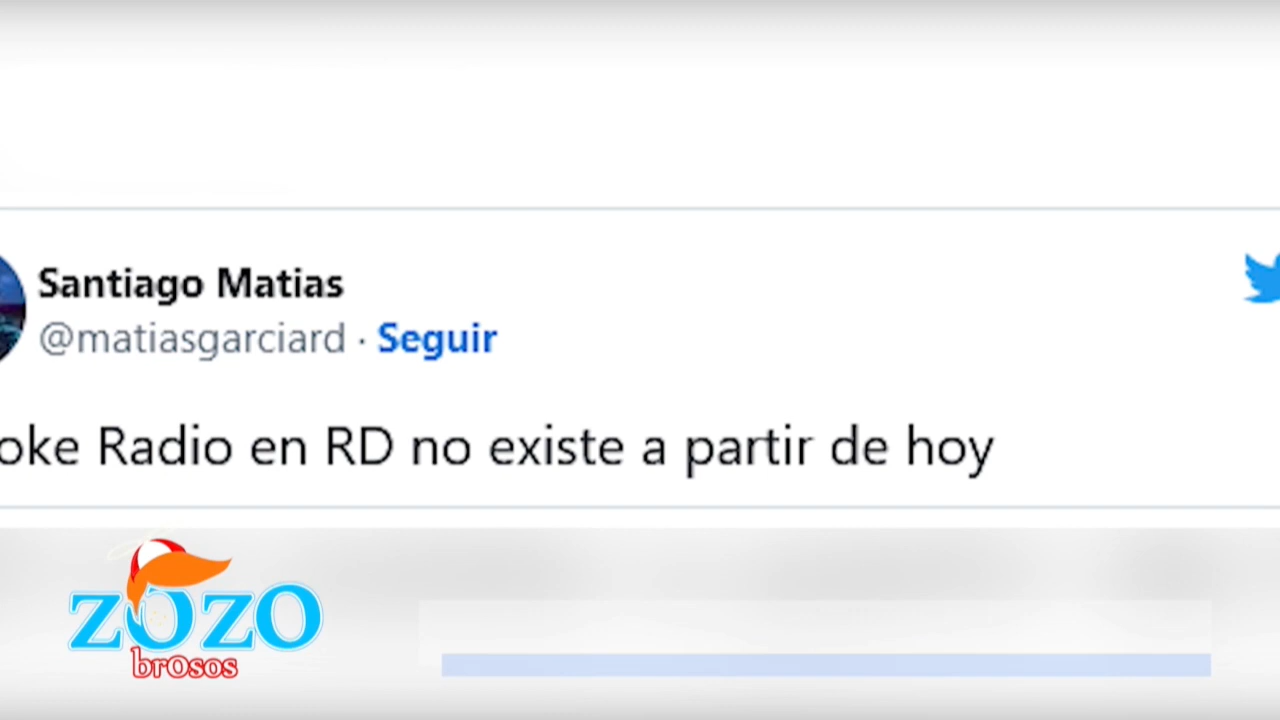 Santiago Matias
@matiasgarciard · Seguir
oke Radio en RD no existe a partir de hoy
zozo
brosos